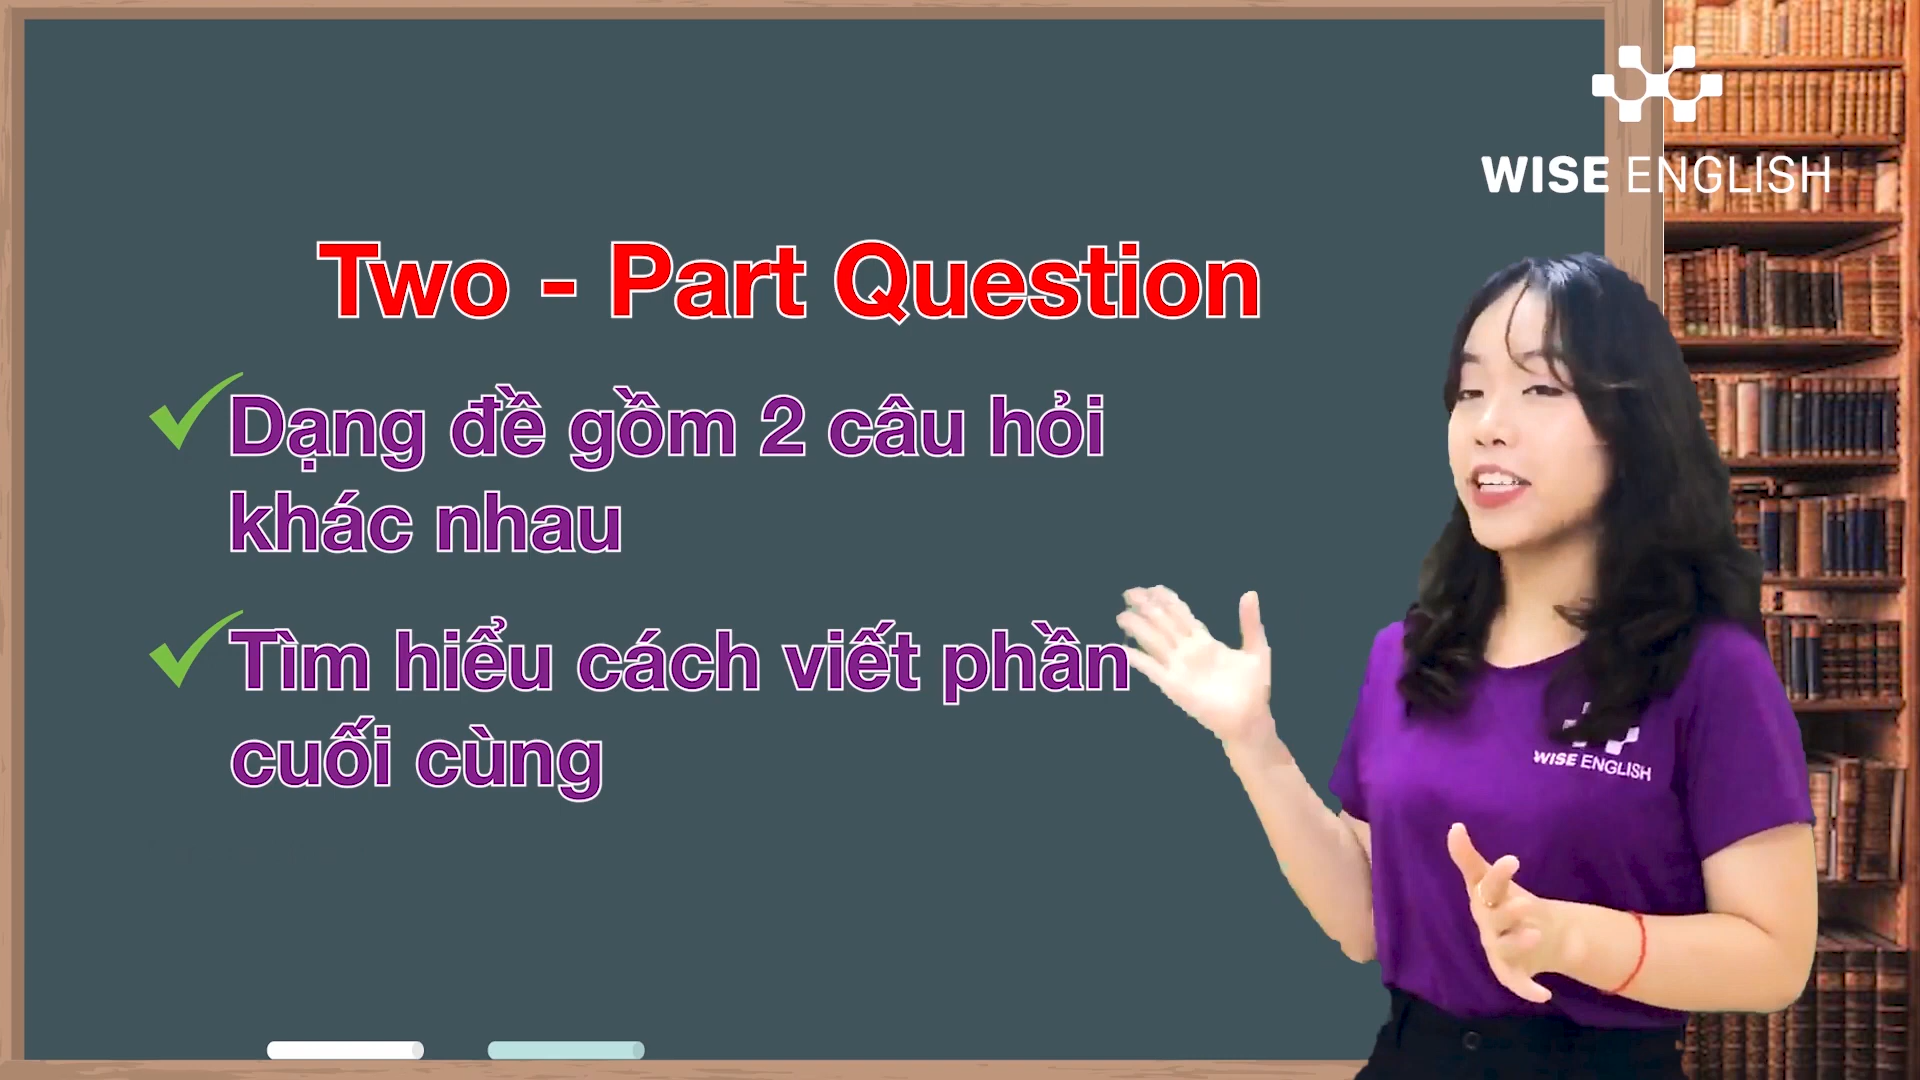 WISE ENGLISH
Two - Part Question
Dạng đề gồm 2 câu hỏi
khác nhau
Tìm hiểu cách viết phần
cuối cùng
WISE ENGLISH